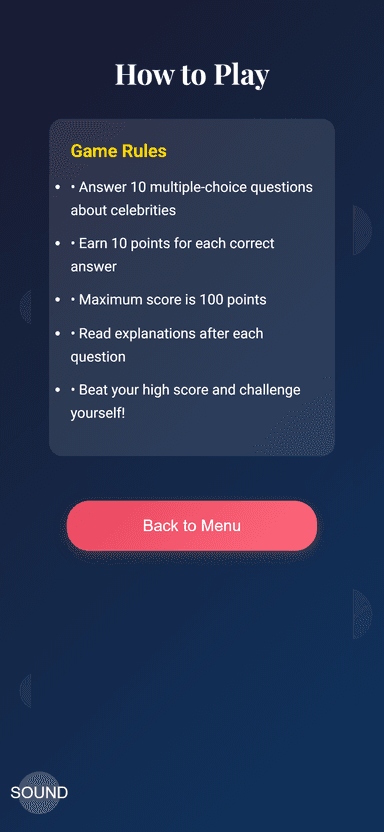 How to Play
Game Rules
• • Answer 10 multiple-choice questions
about celebrities
• • Earn 10 points for each correct
answer
• • Maximum score is 100 points
• • Read explanations after each
question
• • Beat your high score and challenge
yourself!
Back to Menu
SOUND